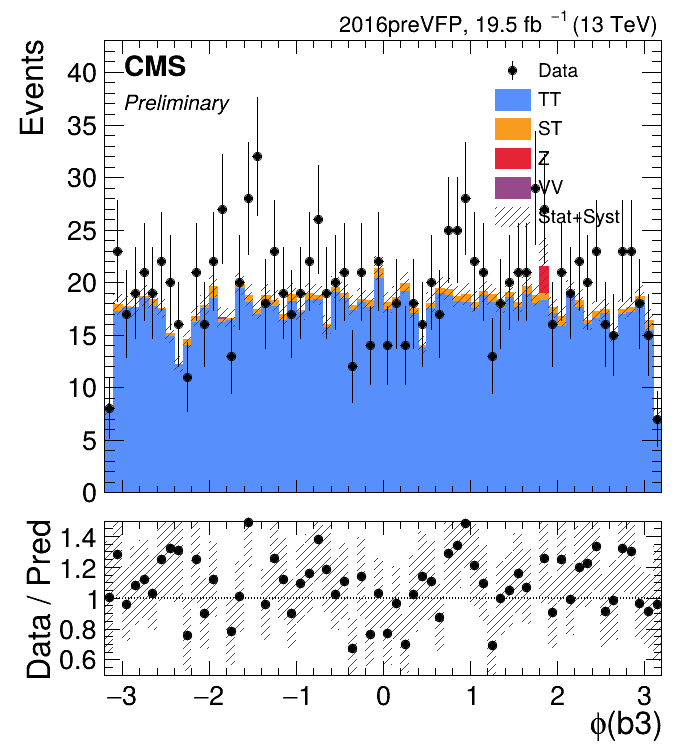 2016preVFP, 19.5 fb⁻¹ (13 TeV)
CMS
Preliminary
Data
TT
ST
Z
VV
Stat+Syst
Events
40
35
30
25
20
15
10
5
0
Data / Pred
1.4
1.2
1
0.8
0.6
−3 −2 −1 0 1 2 3
ϕ(b3)